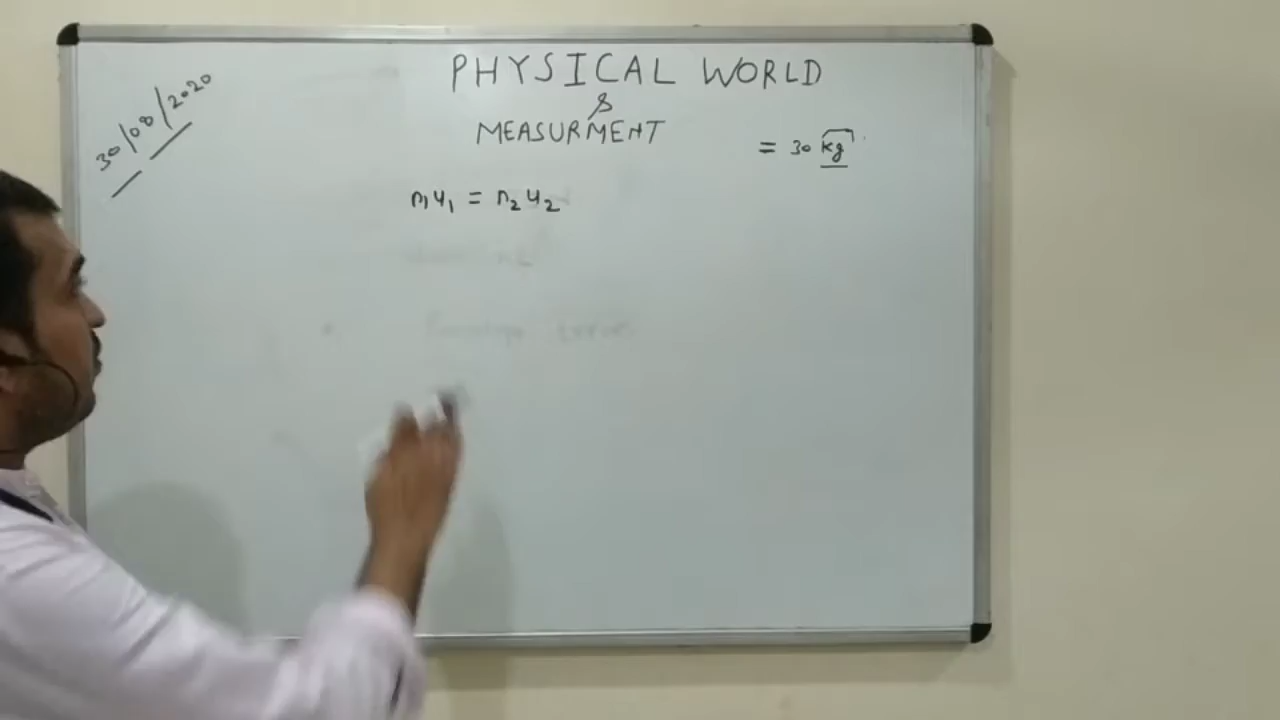 30/08/2020
PHYSICAL WORLD
&
MEASURMENT
= 30 kg
n1u1 = n2u2